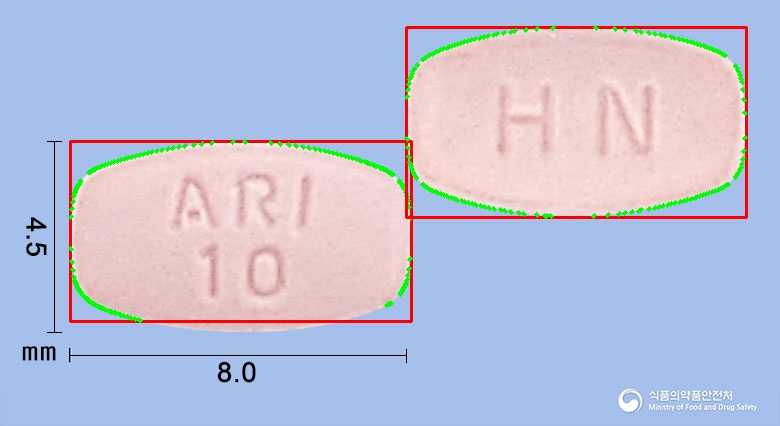 HN
ARI
10
4.5
mm
8.0
식품의약품안전처
Ministry of Food and Drug Safety